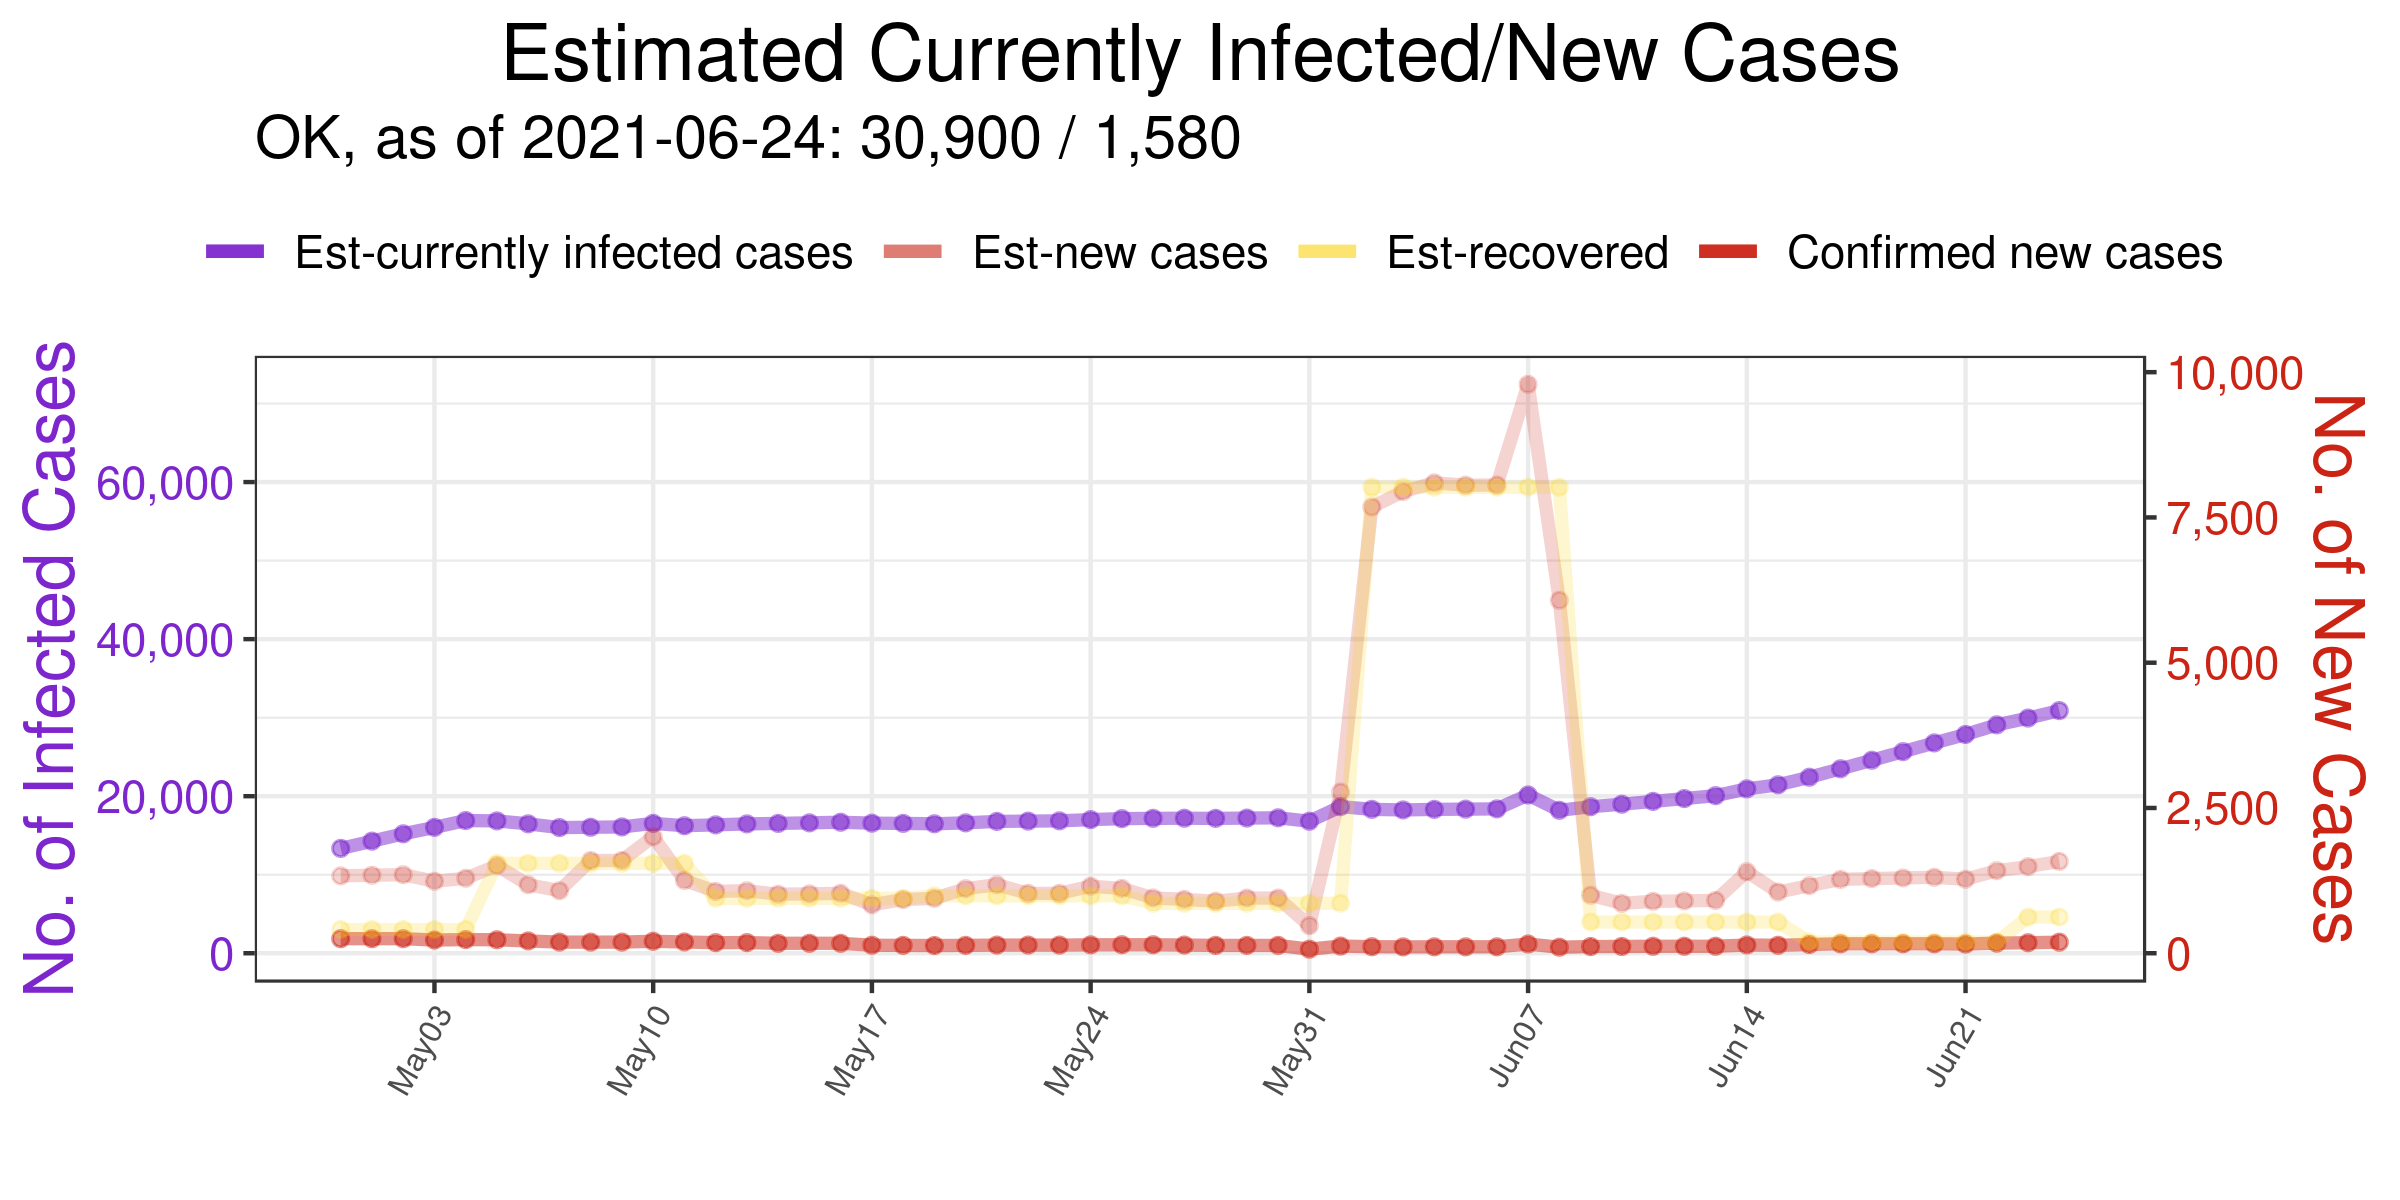 Estimated Currently Infected/New Cases
OK, as of 2021-06-24: 30,900 / 1,580
Est-currently infected cases Est-new cases Est-recovered Confirmed new cases
No. of Infected Cases
60,000
40,000
20,000
0
10,000
7,500
5,000
2,500
0
No. of New Cases
May03 May10 May17 May24 May31 Jun07 Jun14 Jun21